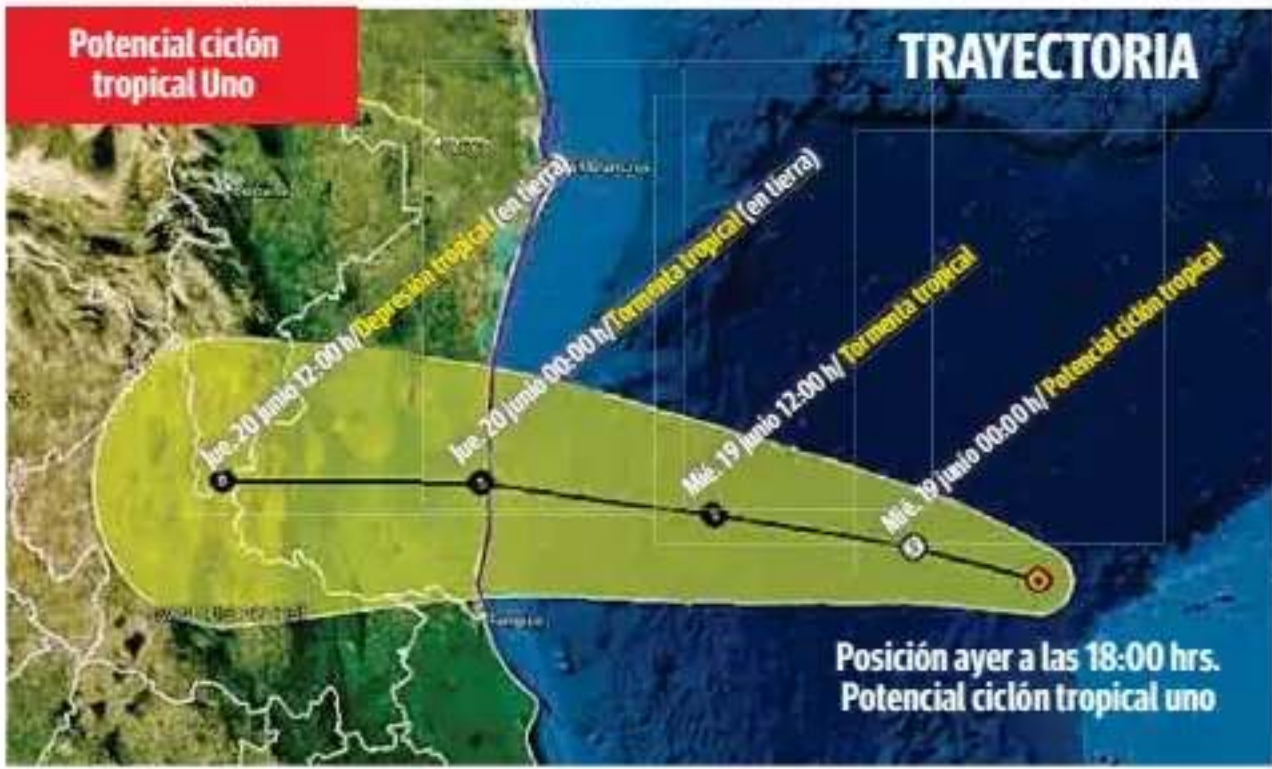 Potencial ciclón
tropical Uno
TRAYECTORIA
Jue. 20 junio 12:00 h/Depresión tropical (en tierra)
Jue. 20 junio 00:00 h/Tormenta tropical (en tierra)
Mié. 19 junio 12:00 h/ Tormenta tropical
Mié. 19 junio 00:00 h/ Potencial ciclón tropical
Tampico
Posición ayer a las 18:00 hrs.
Potencial ciclón tropical uno